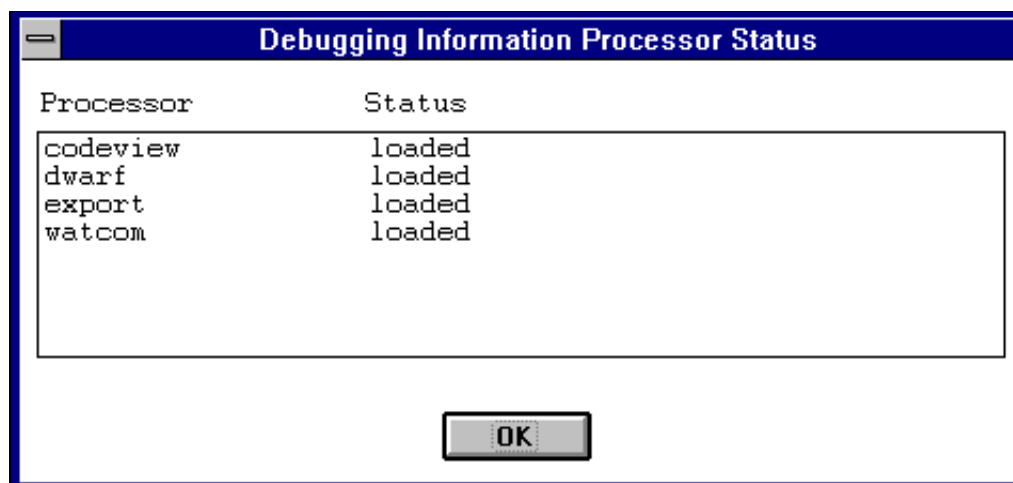 Debugging Information Processor Status
Processor Status
codeview loaded
dwarf loaded
export loaded
watcom loaded
OK